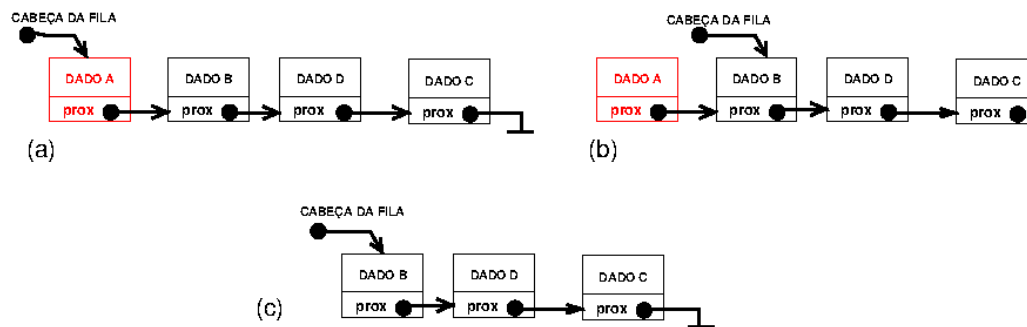 CABEÇA DA FILA
DADO A DADO B DADO D DADO C
prox prox prox prox
(a)
CABEÇA DA FILA
DADO A DADO B DADO D DADO C
prox prox prox prox
(b)
CABEÇA DA FILA
DADO B DADO D DADO C
prox prox prox
(c)